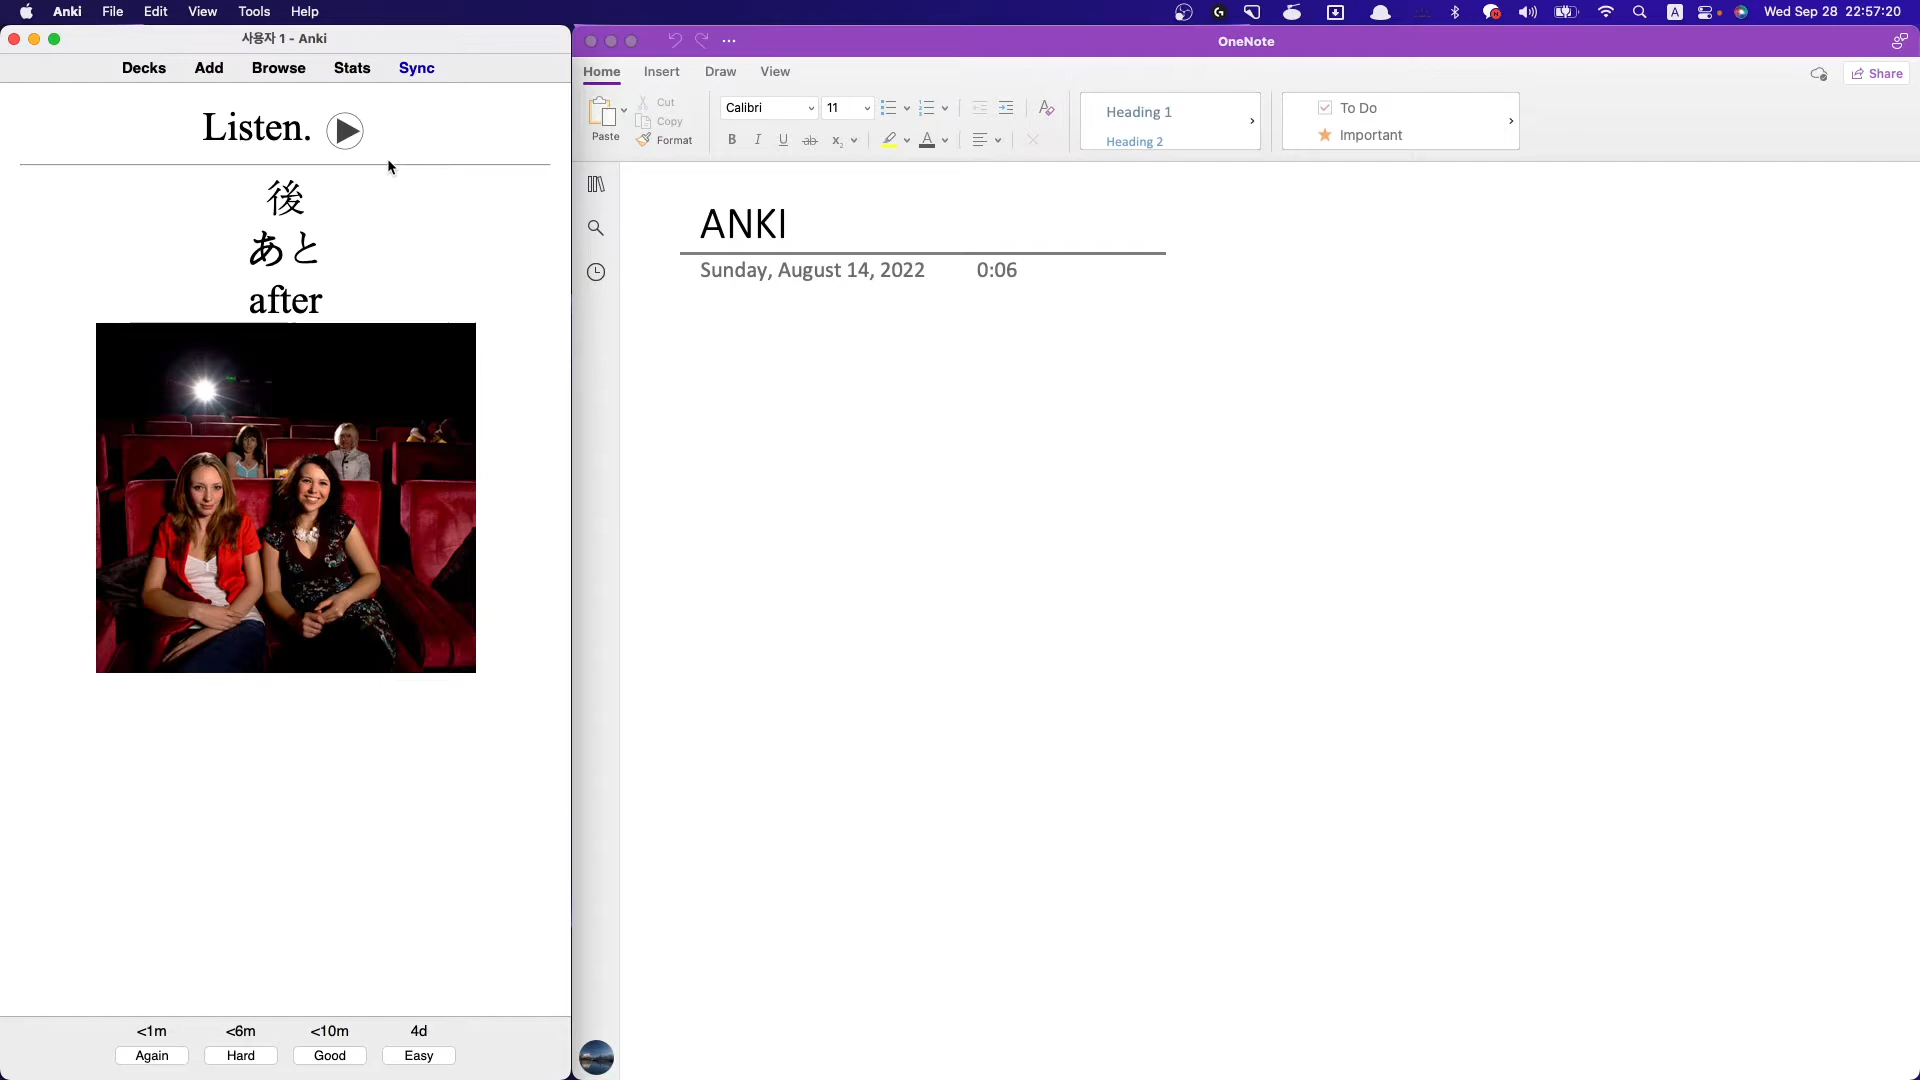 Anki File Edit View Tools Help
A
Wed Sep 28 22:57:20
사용자 1 - Anki
Decks Add Browse Stats Sync
Listen.
後
あと
after
<1m <6m <10m 4d
Again Hard Good Easy
OneNote
Home Insert Draw View
Share
Paste
Cut
Copy
Format
Calibri 11
B I U ab x₂ A
Heading 1
Heading 2
To Do
Important
ANKI
Sunday, August 14, 2022 0:06